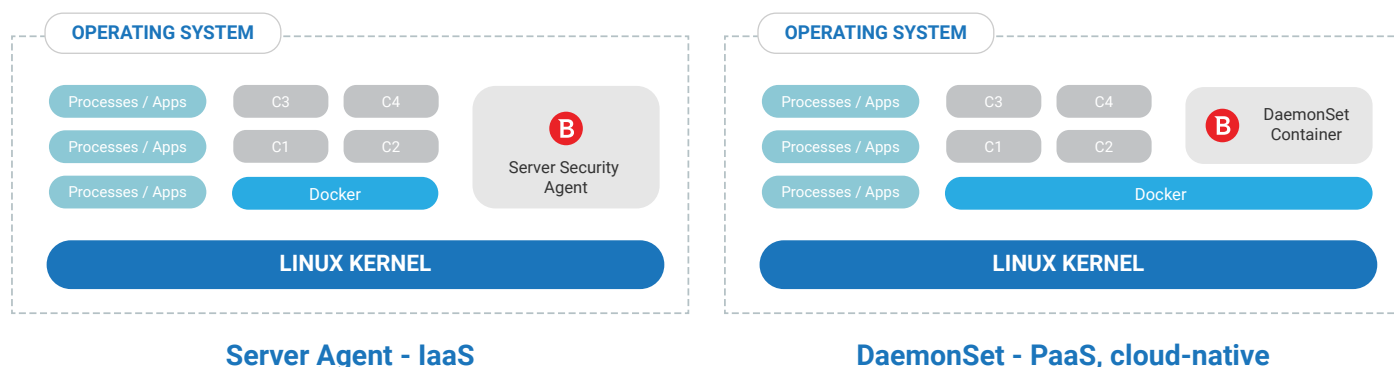 OPERATING SYSTEM
Processes / Apps
C3
C4
Processes / Apps
C1
C2
Processes / Apps
Docker
B
Server Security
Agent
LINUX KERNEL
Server Agent - IaaS
OPERATING SYSTEM
Processes / Apps
C3
C4
Processes / Apps
C1
C2
Processes / Apps
Docker
B
DaemonSet
Container
LINUX KERNEL
DaemonSet - PaaS, cloud-native